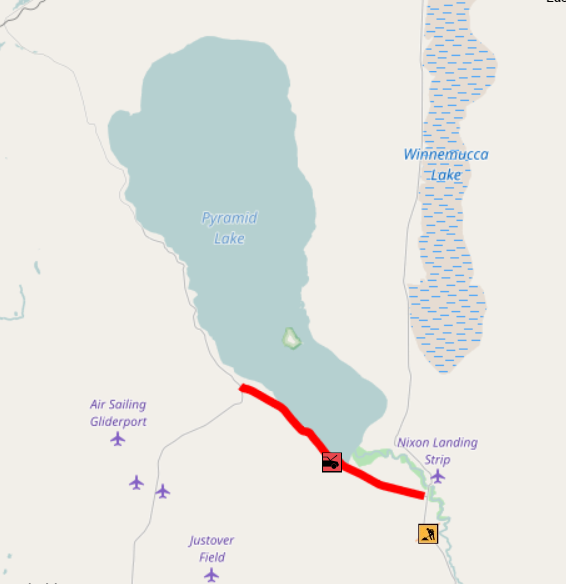 Winnemucca
Lake
Pyramid
Lake
Air Sailing
Gliderport
Nixon Landing
Strip
Justover
Field